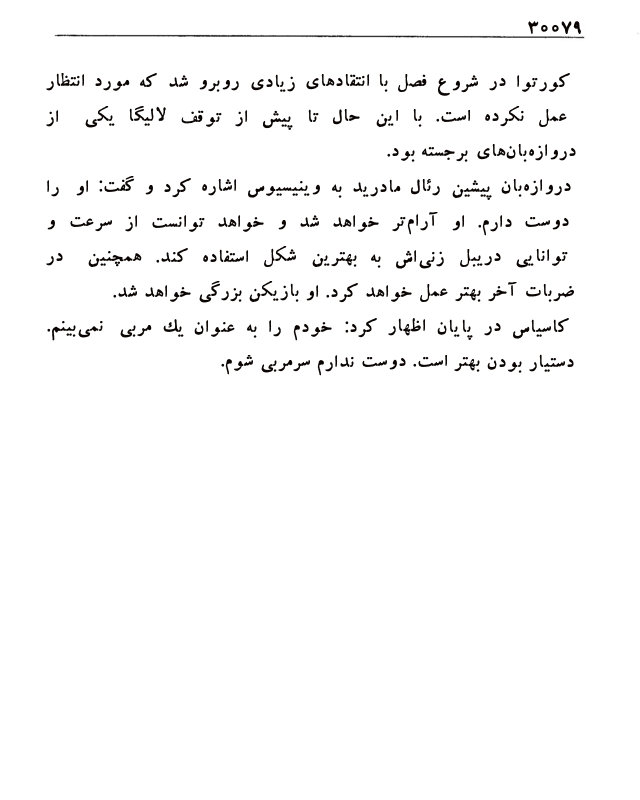 ۳۰۰۷۹
کورتوا در شروع فصل با انتقادهای زیادی روبرو شد که مورد انتظار
عمل نکرده است. با این حال تا پیش از توقف لالیگا یکی از
دروازه‌بان‌های برجسته بود.
دروازه‌بان پیشین رئال مادرید به وینیسیوس اشاره کرد و گفت: او را
دوست دارم. او آرام‌تر خواهد شد و خواهد توانست از سرعت و
توانایی دریبل زنی‌اش به بهترین شکل استفاده کند. همچنین در
ضربات آخر بهتر عمل خواهد کرد. او بازیکن بزرگی خواهد شد.
کاسیاس در پایان اظهار کرد: خودم را به عنوان یك مربی نمی‌بینم.
دستیار بودن بهتر است. دوست ندارم سرمربی شوم.